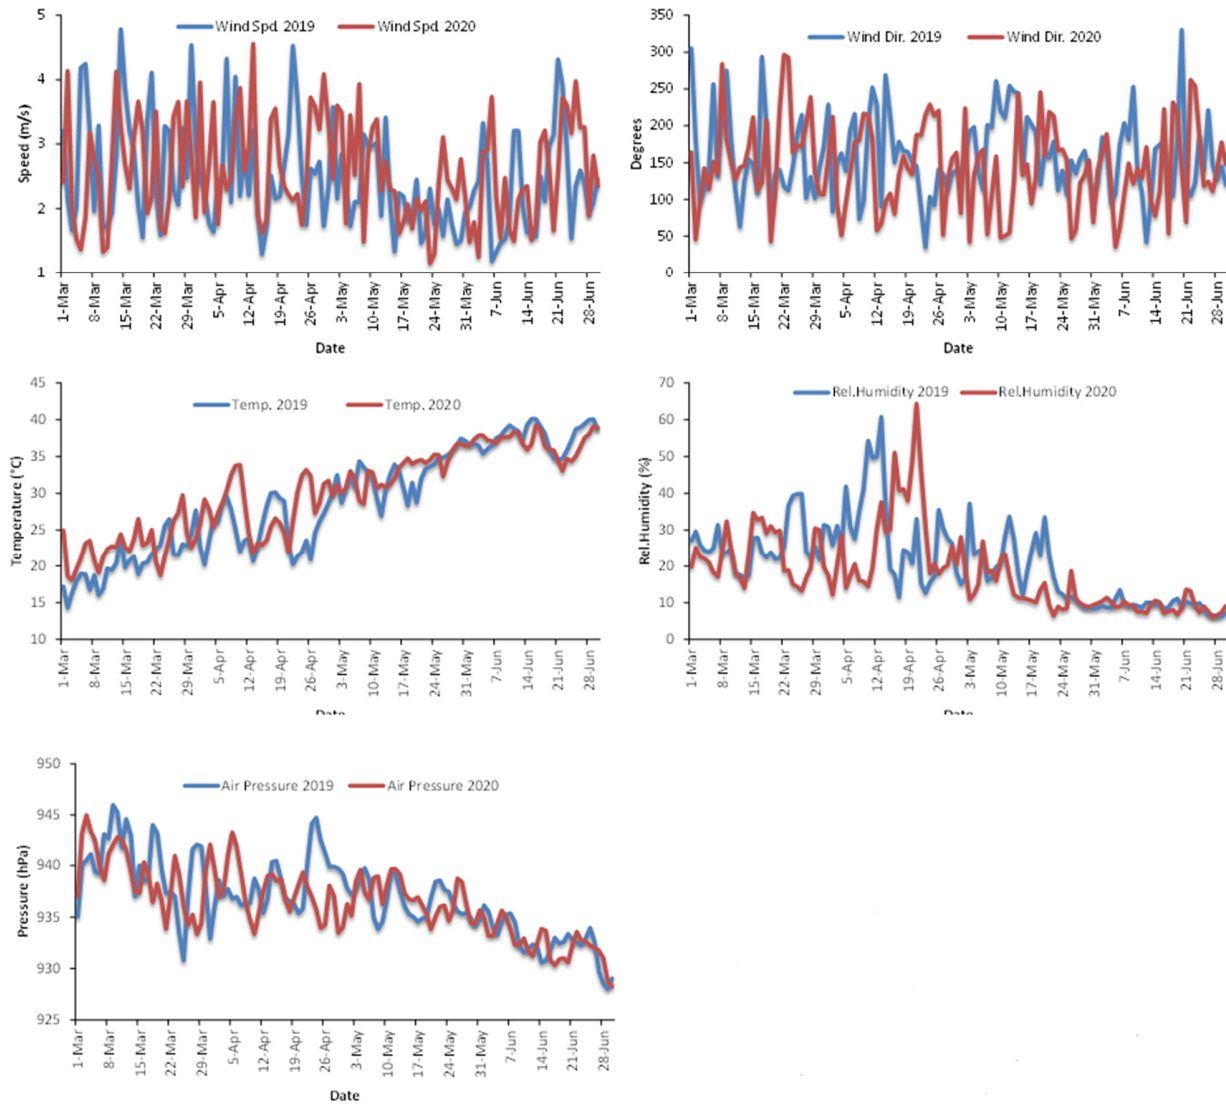 Wind Spd. 2019 Wind Spd. 2020
5
4
3
2
1
Speed (m/s)
1-Mar 8-Mar 15-Mar 22-Mar 29-Mar 5-Apr 12-Apr 19-Apr 26-Apr 3-May 10-May 17-May 24-May 31-May 7-Jun 14-Jun 21-Jun 28-Jun
Date
Wind Dir. 2019 Wind Dir. 2020
350
300
250
200
150
100
50
0
Degrees
1-Mar 8-Mar 15-Mar 22-Mar 29-Mar 5-Apr 12-Apr 19-Apr 26-Apr 3-May 10-May 17-May 24-May 31-May 7-Jun 14-Jun 21-Jun 28-Jun
Date
Temp. 2019 Temp. 2020
45
40
35
30
25
20
15
10
Temperature (°C)
1-Mar 8-Mar 15-Mar 22-Mar 29-Mar 5-Apr 12-Apr 19-Apr 26-Apr 3-May 10-May 17-May 24-May 31-May 7-Jun 14-Jun 21-Jun 28-Jun
Date
Rel.Humidity 2019 Rel.Humidity 2020
70
60
50
40
30
20
10
0
Rel.Humidity (%)
1-Mar 8-Mar 15-Mar 22-Mar 29-Mar 5-Apr 12-Apr 19-Apr 26-Apr 3-May 10-May 17-May 24-May 31-May 7-Jun 14-Jun 21-Jun 28-Jun
Date
Air Pressure 2019 Air Pressure 2020
950
945
940
935
930
925
Pressure (hPa)
1-Mar 8-Mar 15-Mar 22-Mar 29-Mar 5-Apr 12-Apr 19-Apr 26-Apr 3-May 10-May 17-May 24-May 31-May 7-Jun 14-Jun 21-Jun 28-Jun
Date